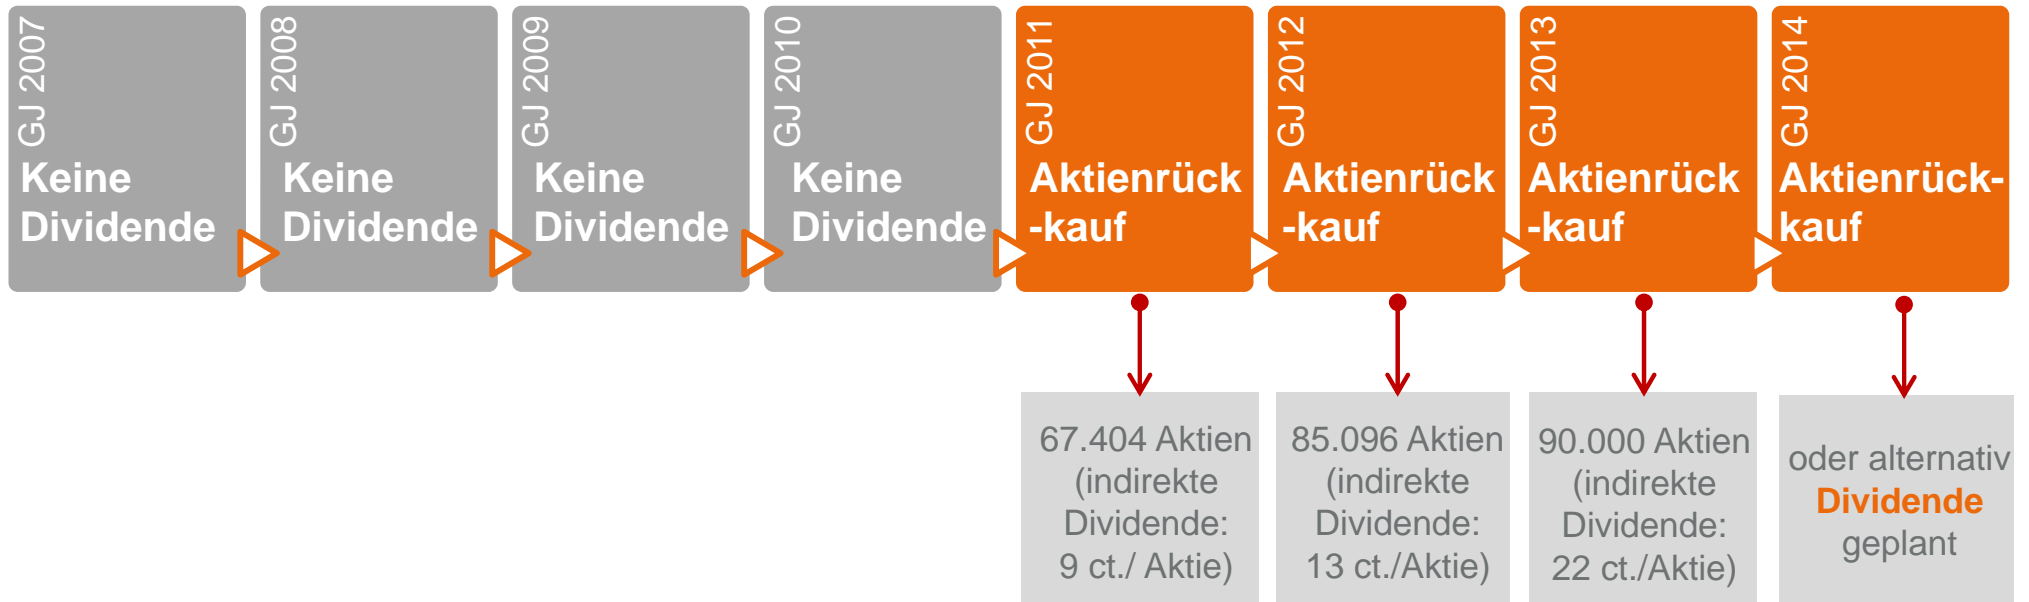 GJ 2007
Keine
Dividende
GJ 2008
Keine
Dividende
GJ 2009
Keine
Dividende
GJ 2010
Keine
Dividende
GJ 2011
Aktienrück
-kauf
GJ 2012
Aktienrück
-kauf
GJ 2013
Aktienrück
-kauf
GJ 2014
Aktienrück-
kauf
67.404 Aktien
(indirekte
Dividende:
9 ct./ Aktie)
85.096 Aktien
(indirekte
Dividende:
13 ct./Aktie)
90.000 Aktien
(indirekte
Dividende:
22 ct./Aktie)
oder alternativ
Dividende
geplant